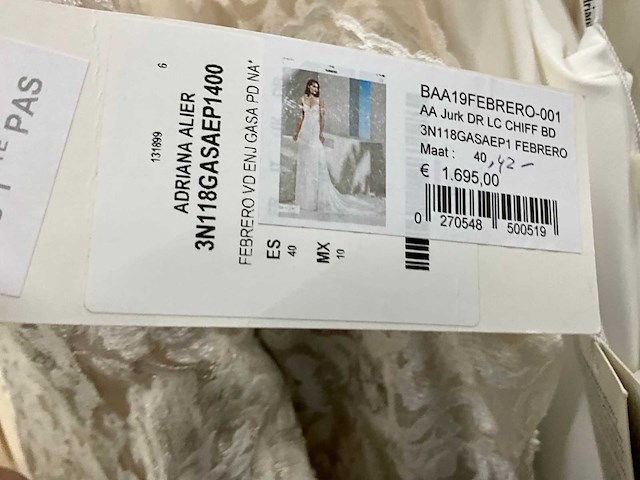 BAA19FEBRERO-001
AA Jurk DR LC CHIFF BD
3N118GASAEP1 FEBRERO
Maat : 40,42-
€ 1.695,00
0 270548 500519
6
131899
ADRIANA ALIER
3N118GASAEP1400
FEBRERO VD ENJ GASA PD NA*
ES MX
40 10
PAS